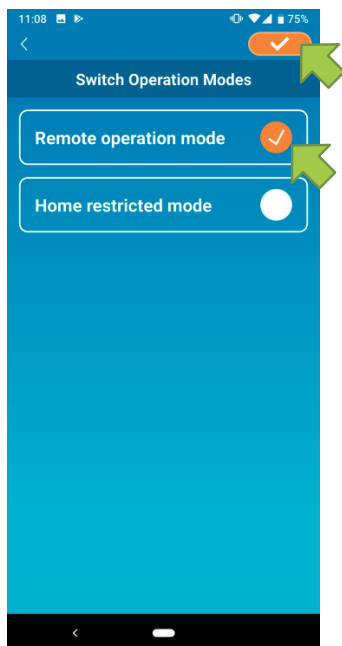 11:08 75%
Switch Operation Modes
Remote operation mode
Home restricted mode